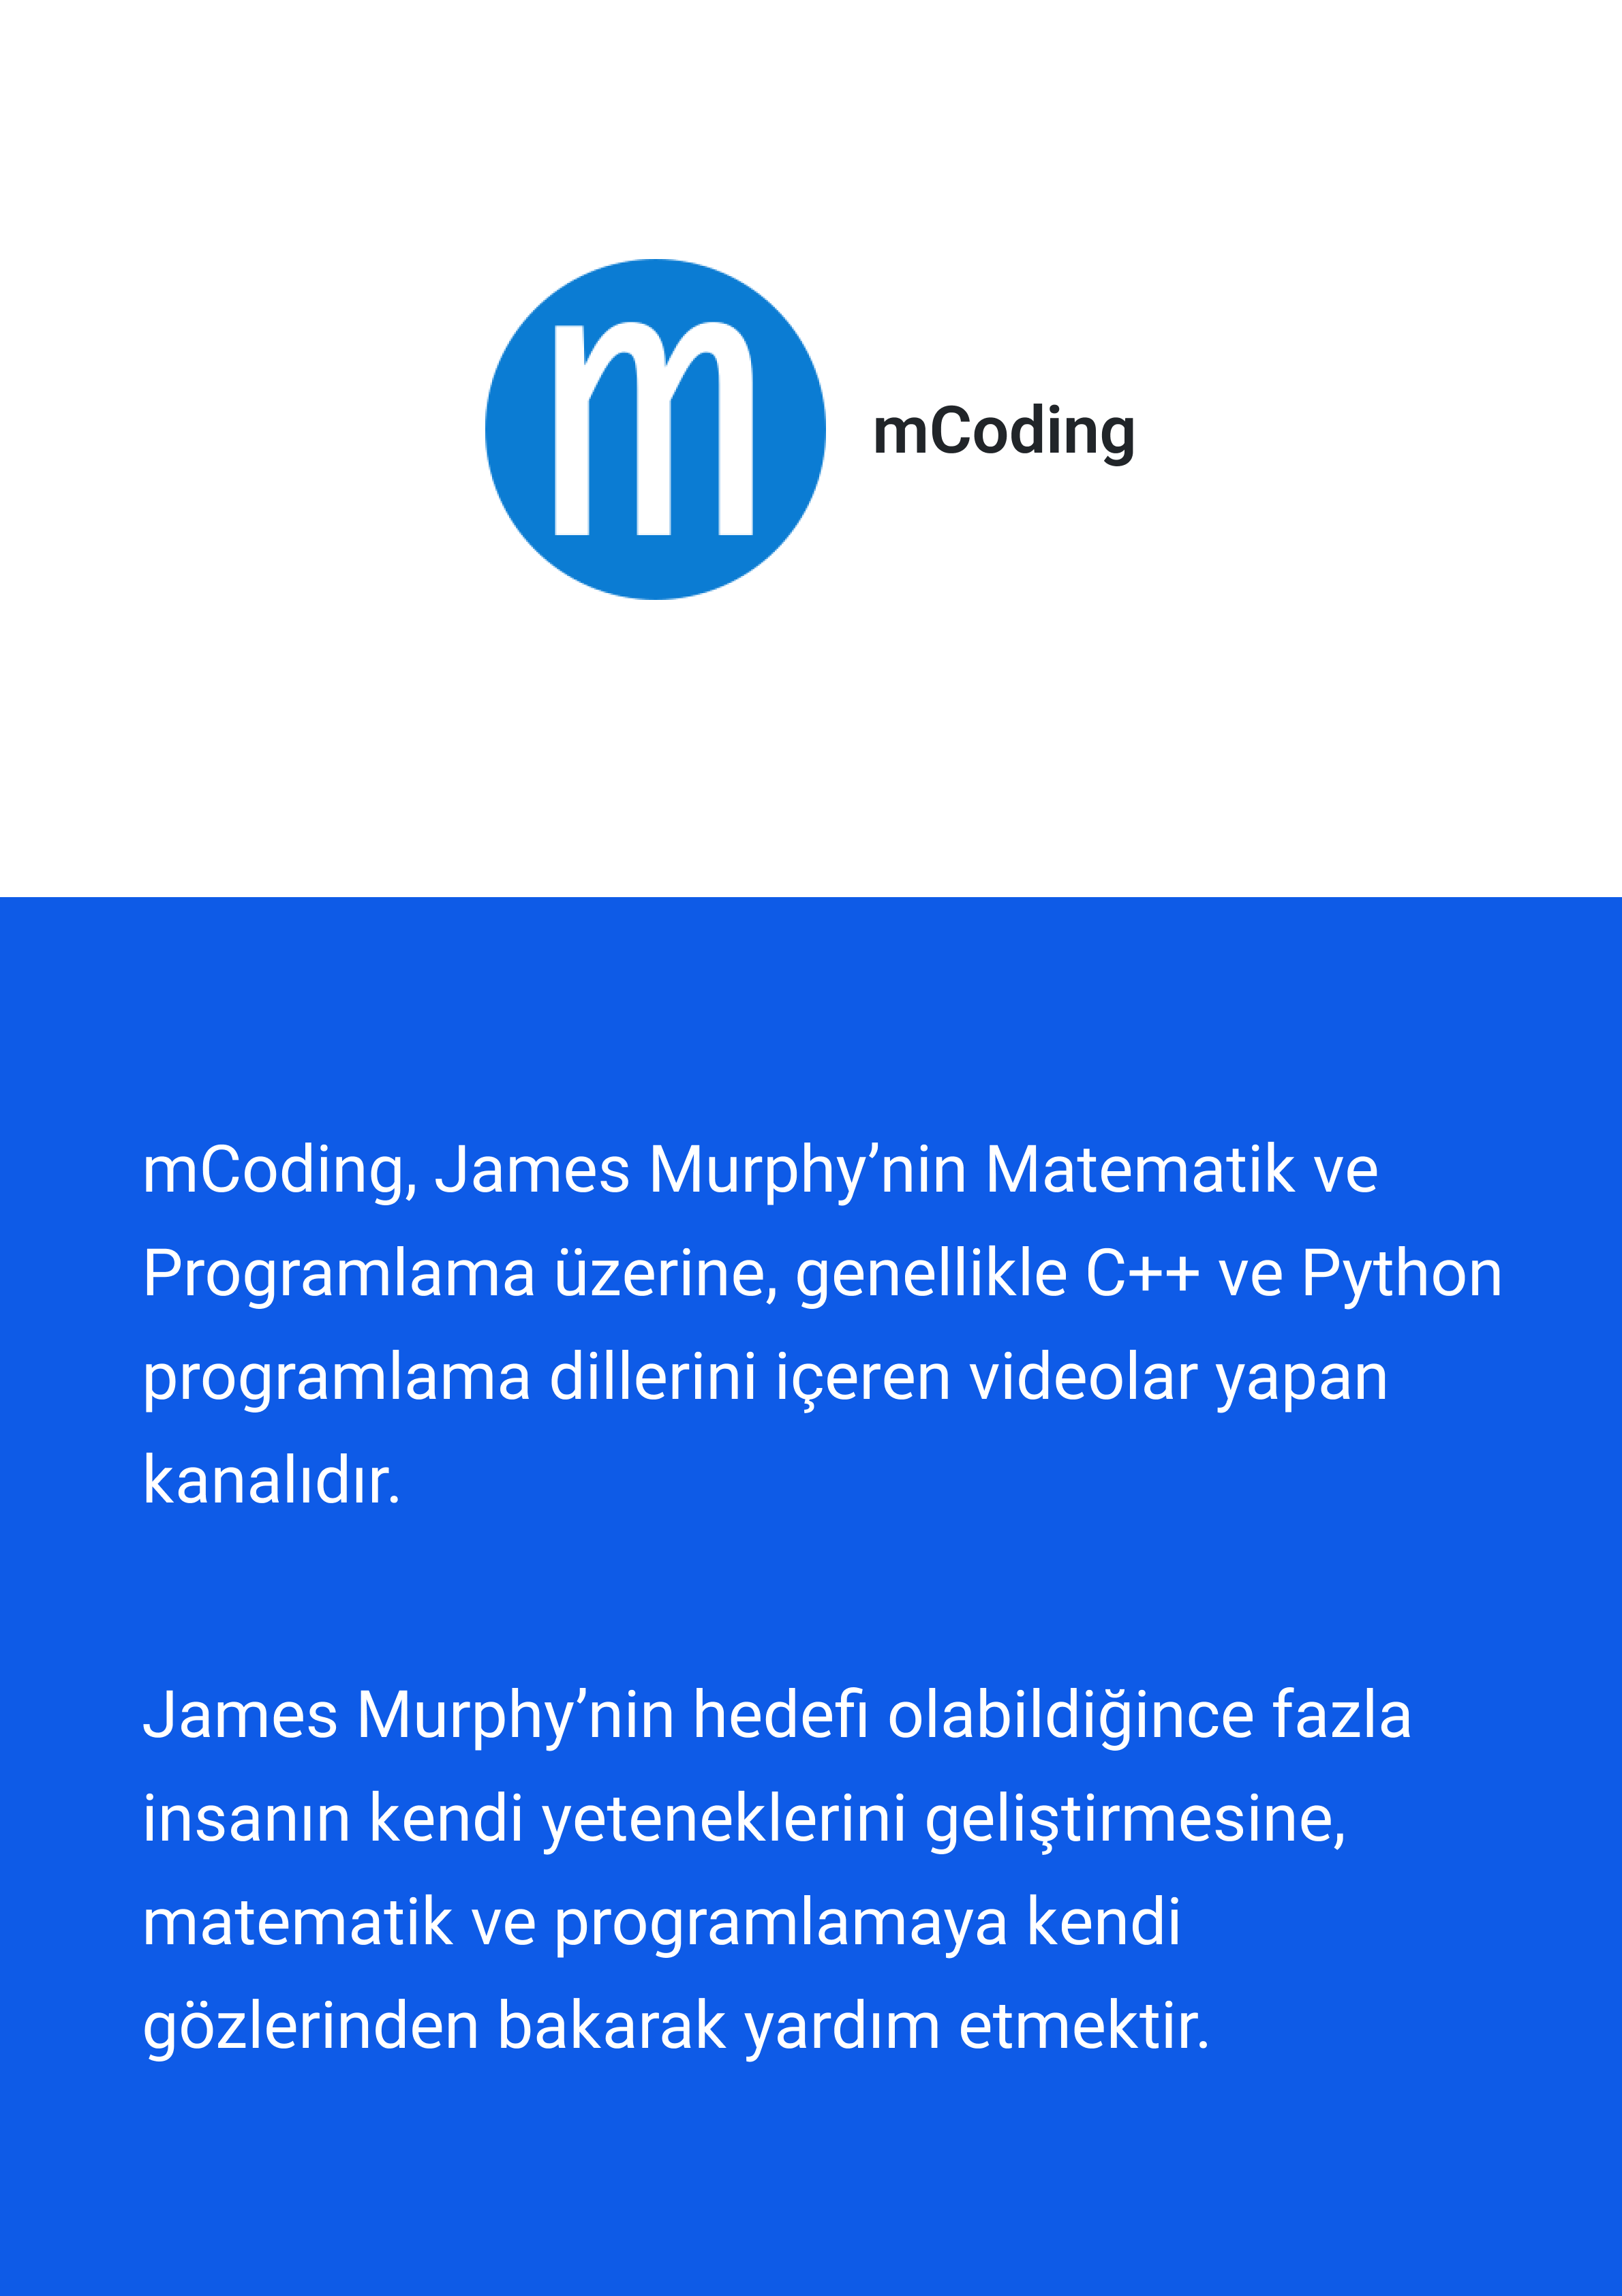 m
mCoding
mCoding, James Murphy’nin Matematik ve
Programlama üzerine, genellikle C++ ve Python
programlama dillerini içeren videolar yapan
kanalıdır.
James Murphy’nin hedefi olabildiğince fazla
insanın kendi yeteneklerini geliştirmesine,
matematik ve programlamaya kendi
gözlerinden bakarak yardım etmektir.